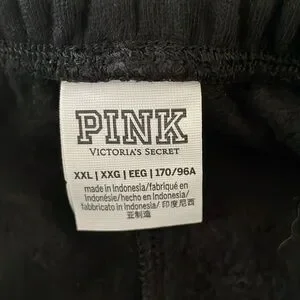 PINK
VICTORIA'S SECRET
XXL | XXG | EEG | 170/96A
made in Indonesia/fabriqué en
Indonésie/hecho en Indonesia/
fabbricato in Indonesia/ 印度尼西
亚制造